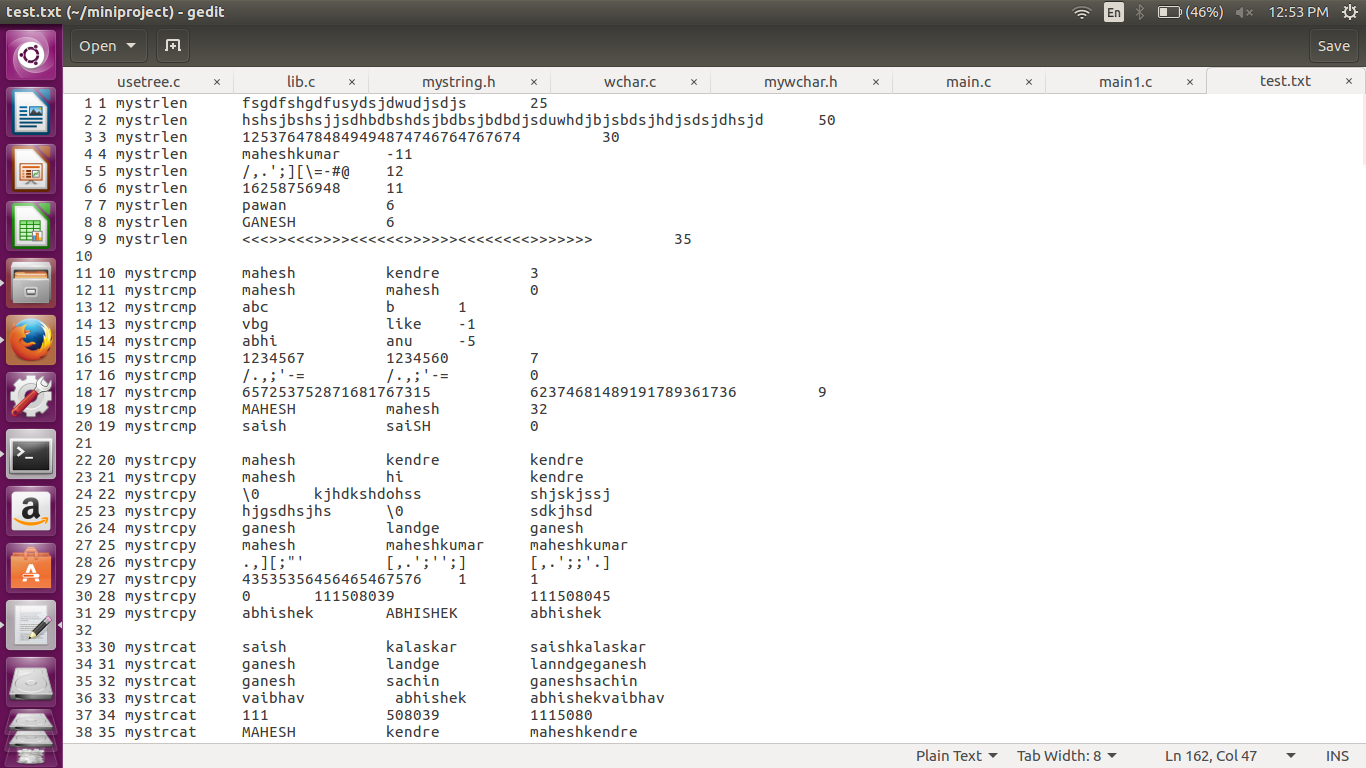 test.txt (~/miniproject) - gedit
En (46%) 12:53 PM
Open Save
usetree.c × lib.c × mystring.h × wchar.c × mywchar.h × main.c × main1.c × test.txt ×
1 1 mystrlen fsgdfshgdfusydsjdwudjsdjs 25
2 2 mystrlen hshsjbshsjjsdhbdbshdsjbdbsjbdbdjsduwhdjbjsbdsjhdjsdsjdhsjd 50
3 3 mystrlen 1253764784849494874746764767674 30
4 4 mystrlen maheshkumar -11
5 5 mystrlen /,.';][\=-#@ 12
6 6 mystrlen 16258756948 11
7 7 mystrlen pawan 6
8 8 mystrlen GANESH 6
9 9 mystrlen <<<>><<<>>>><<<<<<>>>>>><<<<<<<<>>>>>>> 35
10
11 10 mystrcmp mahesh kendre 3
12 11 mystrcmp mahesh mahesh 0
13 12 mystrcmp abc b 1
14 13 mystrcmp vbg like -1
15 14 mystrcmp abhi anu -5
16 15 mystrcmp 1234567 1234560 7
17 16 mystrcmp /.,;'-= /.,;'-= 0
18 17 mystrcmp 657253752871681767315 62374681489191789361736 9
19 18 mystrcmp MAHESH mahesh 32
20 19 mystrcmp saish saiSH 0
21
22 20 mystrcpy mahesh kendre kendre
23 21 mystrcpy mahesh hi kendre
24 22 mystrcpy \0 kjhdkshdohss shjskjssj
25 23 mystrcpy hjgsdhsjhs \0 sdkjhsd
26 24 mystrcpy ganesh landge ganesh
27 25 mystrcpy mahesh maheshkumar maheshkumar
28 26 mystrcpy .,][;"' [,.';'';] [,.';;'.]
29 27 mystrcpy 43535356456465467576 1 1
30 28 mystrcpy 0 111508039 111508045
31 29 mystrcpy abhishek ABHISHEK abhishek
32
33 30 mystrcat saish kalaskar saishkalaskar
34 31 mystrcat ganesh landge lanndgeganesh
35 32 mystrcat ganesh sachin ganeshsachin
36 33 mystrcat vaibhav abhishek abhishekvaibhav
37 34 mystrcat 111 508039 1115080
38 35 mystrcat MAHESH kendre maheshkendre
Plain Text Tab Width: 8 Ln 162, Col 47 INS